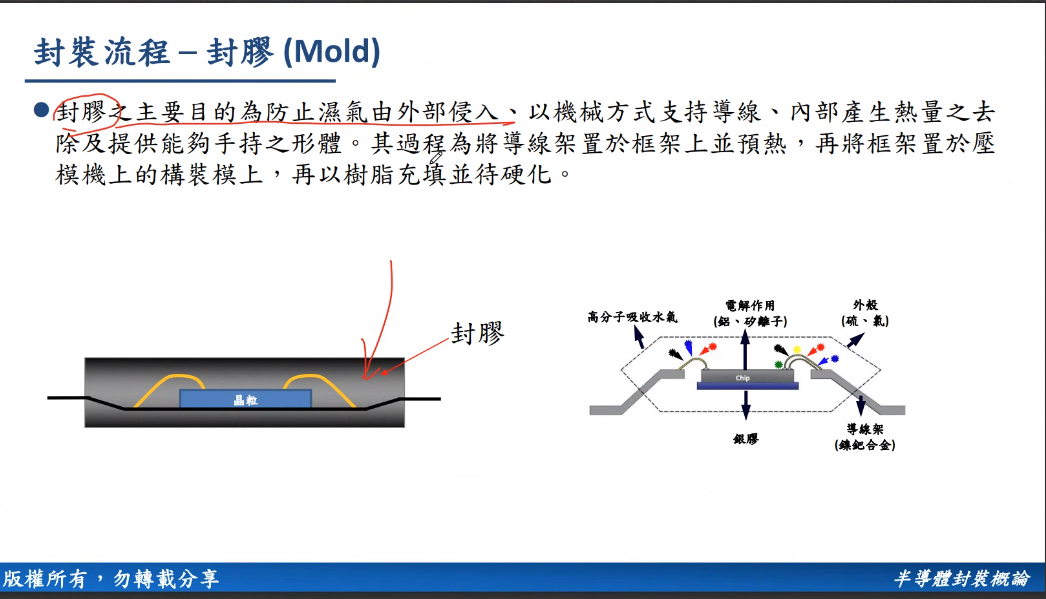 封裝流程 – 封膠 (Mold)
封膠之主要目的為防止濕氣由外部侵入、以機械方式支持導線、內部產生熱量之去
除及提供能夠手持之形體。其過程為將導線架置於框架上並預熱，再將框架置於壓
模機上的構裝模上，再以樹脂充填並待硬化。
封膠
晶粒
高分子吸收水氣
電解作用
(鋁、矽離子)
外殼
(硫、氯)
Chip
銀膠
導線架
(鎳鈀合金)
版權所有，勿轉載分享
半導體封裝概論